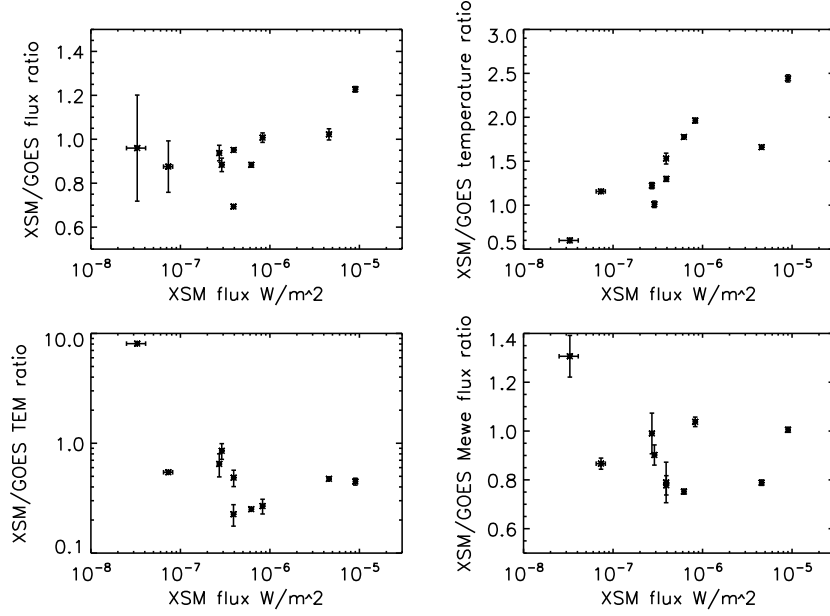 XSM/GOES flux ratio
1.4
1.2
1.0
0.8
0.6
10^-8 10^-7 10^-6 10^-5
XSM flux W/m^2
XSM/GOES temperature ratio
3.0
2.5
2.0
1.5
1.0
0.5
10^-8 10^-7 10^-6 10^-5
XSM flux W/m^2
XSM/GOES TEM ratio
10.0
1.0
0.1
10^-8 10^-7 10^-6 10^-5
XSM flux W/m^2
XSM/GOES Mewe flux ratio
1.4
1.2
1.0
0.8
0.6
10^-8 10^-7 10^-6 10^-5
XSM flux W/m^2